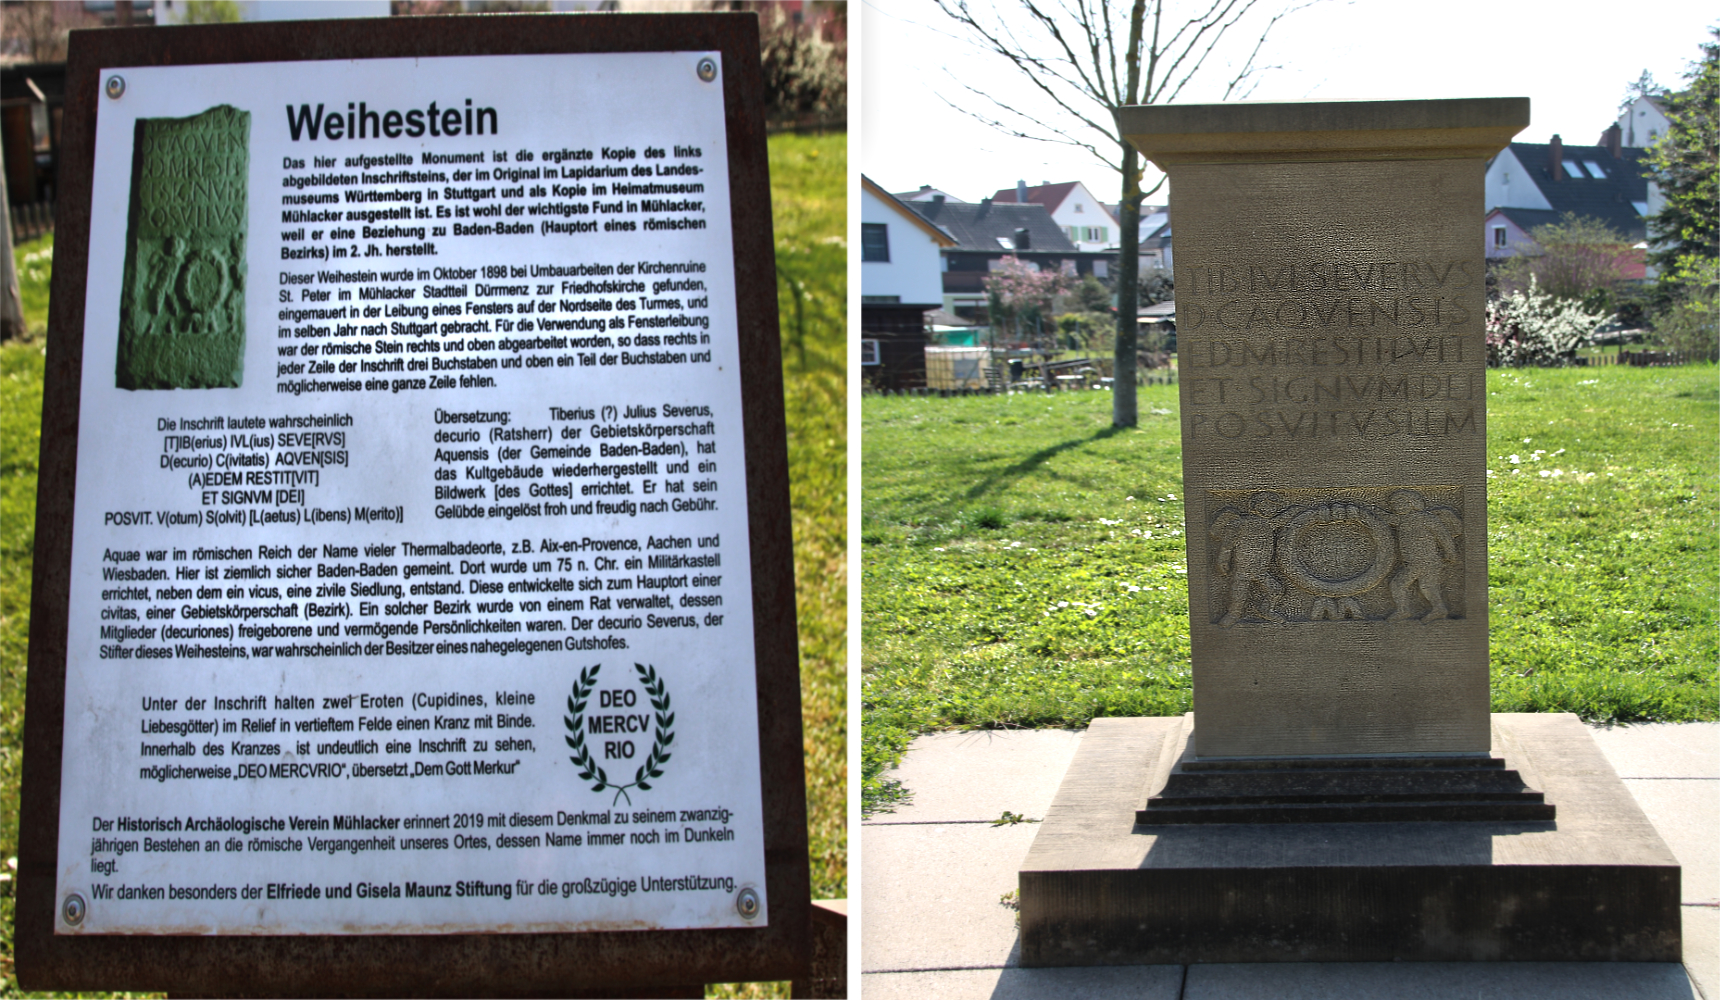 Weihestein
Das hier aufgestellte Monument ist die ergänzte Kopie des links
abgebildeten Inschriftsteins, der im Original im Lapidarium des Landes-
museums Württemberg in Stuttgart und als Kopie im Heimatmuseum
Mühlacker ausgestellt ist. Es ist wohl der wichtigste Fund in Mühlacker,
weil er eine Beziehung zu Baden-Baden (Hauptort eines römischen
Bezirks) im 2. Jh. herstellt.
Dieser Weihestein wurde im Oktober 1898 bei Umbauarbeiten der Kirchenruine
St. Peter im Mühlacker Stadtteil Dürrmenz zur Friedhofskirche gefunden,
eingemauert in der Leibung eines Fensters auf der Nordseite des Turmes, und
im selben Jahr nach Stuttgart gebracht. Für die Verwendung als Fensterleibung
war der römische Stein rechts und oben abgearbeitet worden, so dass rechts in
jeder Zeile der Inschrift drei Buchstaben und oben ein Teil der Buchstaben und
möglicherweise eine ganze Zeile fehlen.
Die Inschrift lautete wahrscheinlich
[T]IB(erius) IVL(ius) SEVE[RVS]
D(ecurio) C(ivitatis) AQVEN[SIS]
(A)EDEM RESTIT[VIT]
ET SIGNVM [DEI]
POSVIT. V(otum) S(olvit) [L(aetus) L(ibens) M(erito)]
Übersetzung: Tiberius (?) Julius Severus,
decurio (Ratsherr) der Gebietskörperschaft
Aquensis (der Gemeinde Baden-Baden), hat
das Kultgebäude wiederhergestellt und ein
Bildwerk [des Gottes] errichtet. Er hat sein
Gelübde eingelöst froh und freudig nach Gebühr.
Aquae war im römischen Reich der Name vieler Thermalbadeorte, z.B. Aix-en-Provence, Aachen und
Wiesbaden. Hier ist ziemlich sicher Baden-Baden gemeint. Dort wurde um 75 n. Chr. ein Militärkastell
errichtet, neben dem ein vicus, eine zivile Siedlung, entstand. Diese entwickelte sich zum Hauptort einer
civitas, einer Gebietskörperschaft (Bezirk). Ein solcher Bezirk wurde von einem Rat verwaltet, dessen
Mitglieder (decuriones) freigeborene und vermögende Persönlichkeiten waren. Der decurio Severus, der
Stifter dieses Weihesteins, war wahrscheinlich der Besitzer eines nahegelegenen Gutshofes.
Unter der Inschrift halten zwei Eroten (Cupidines, kleine
Liebesgötter) im Relief in vertieftem Felde einen Kranz mit Binde.
Innerhalb des Kranzes ist undeutlich eine Inschrift zu sehen,
möglicherweise „DEO MERCVRIO“, übersetzt „Dem Gott Merkur“
DEO
MERCV
RIO
Der Historisch Archäologische Verein Mühlacker erinnert 2019 mit diesem Denkmal zu seinem zwanzig-
jährigen Bestehen an die römische Vergangenheit unseres Ortes, dessen Name immer noch im Dunkeln
liegt.
Wir danken besonders der Elfriede und Gisela Maunz Stiftung für die großzügige Unterstützung.
TIB IVL SEVERVS
D C AQVENSIS
EDM RESTITVIT
ET SIGNVM DEI
POSVIT V S L L M